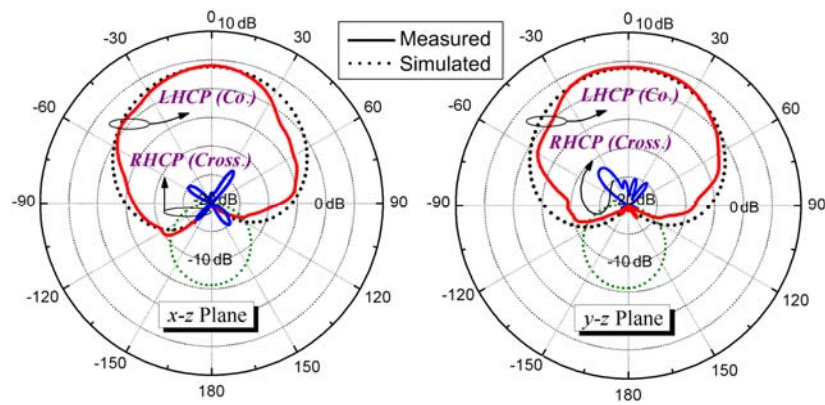 0
10 dB
-30
30
-60
60
LHCP (Co.)
RHCP (Cross.)
-90
90
-20 dB
0 dB
-10 dB
-120
120
x-z Plane
-150
150
180
Measured
Simulated
0
10 dB
-30
30
-60
60
LHCP (Co.)
RHCP (Cross.)
-90
90
-20 dB
0 dB
-10 dB
-120
120
y-z Plane
-150
150
180